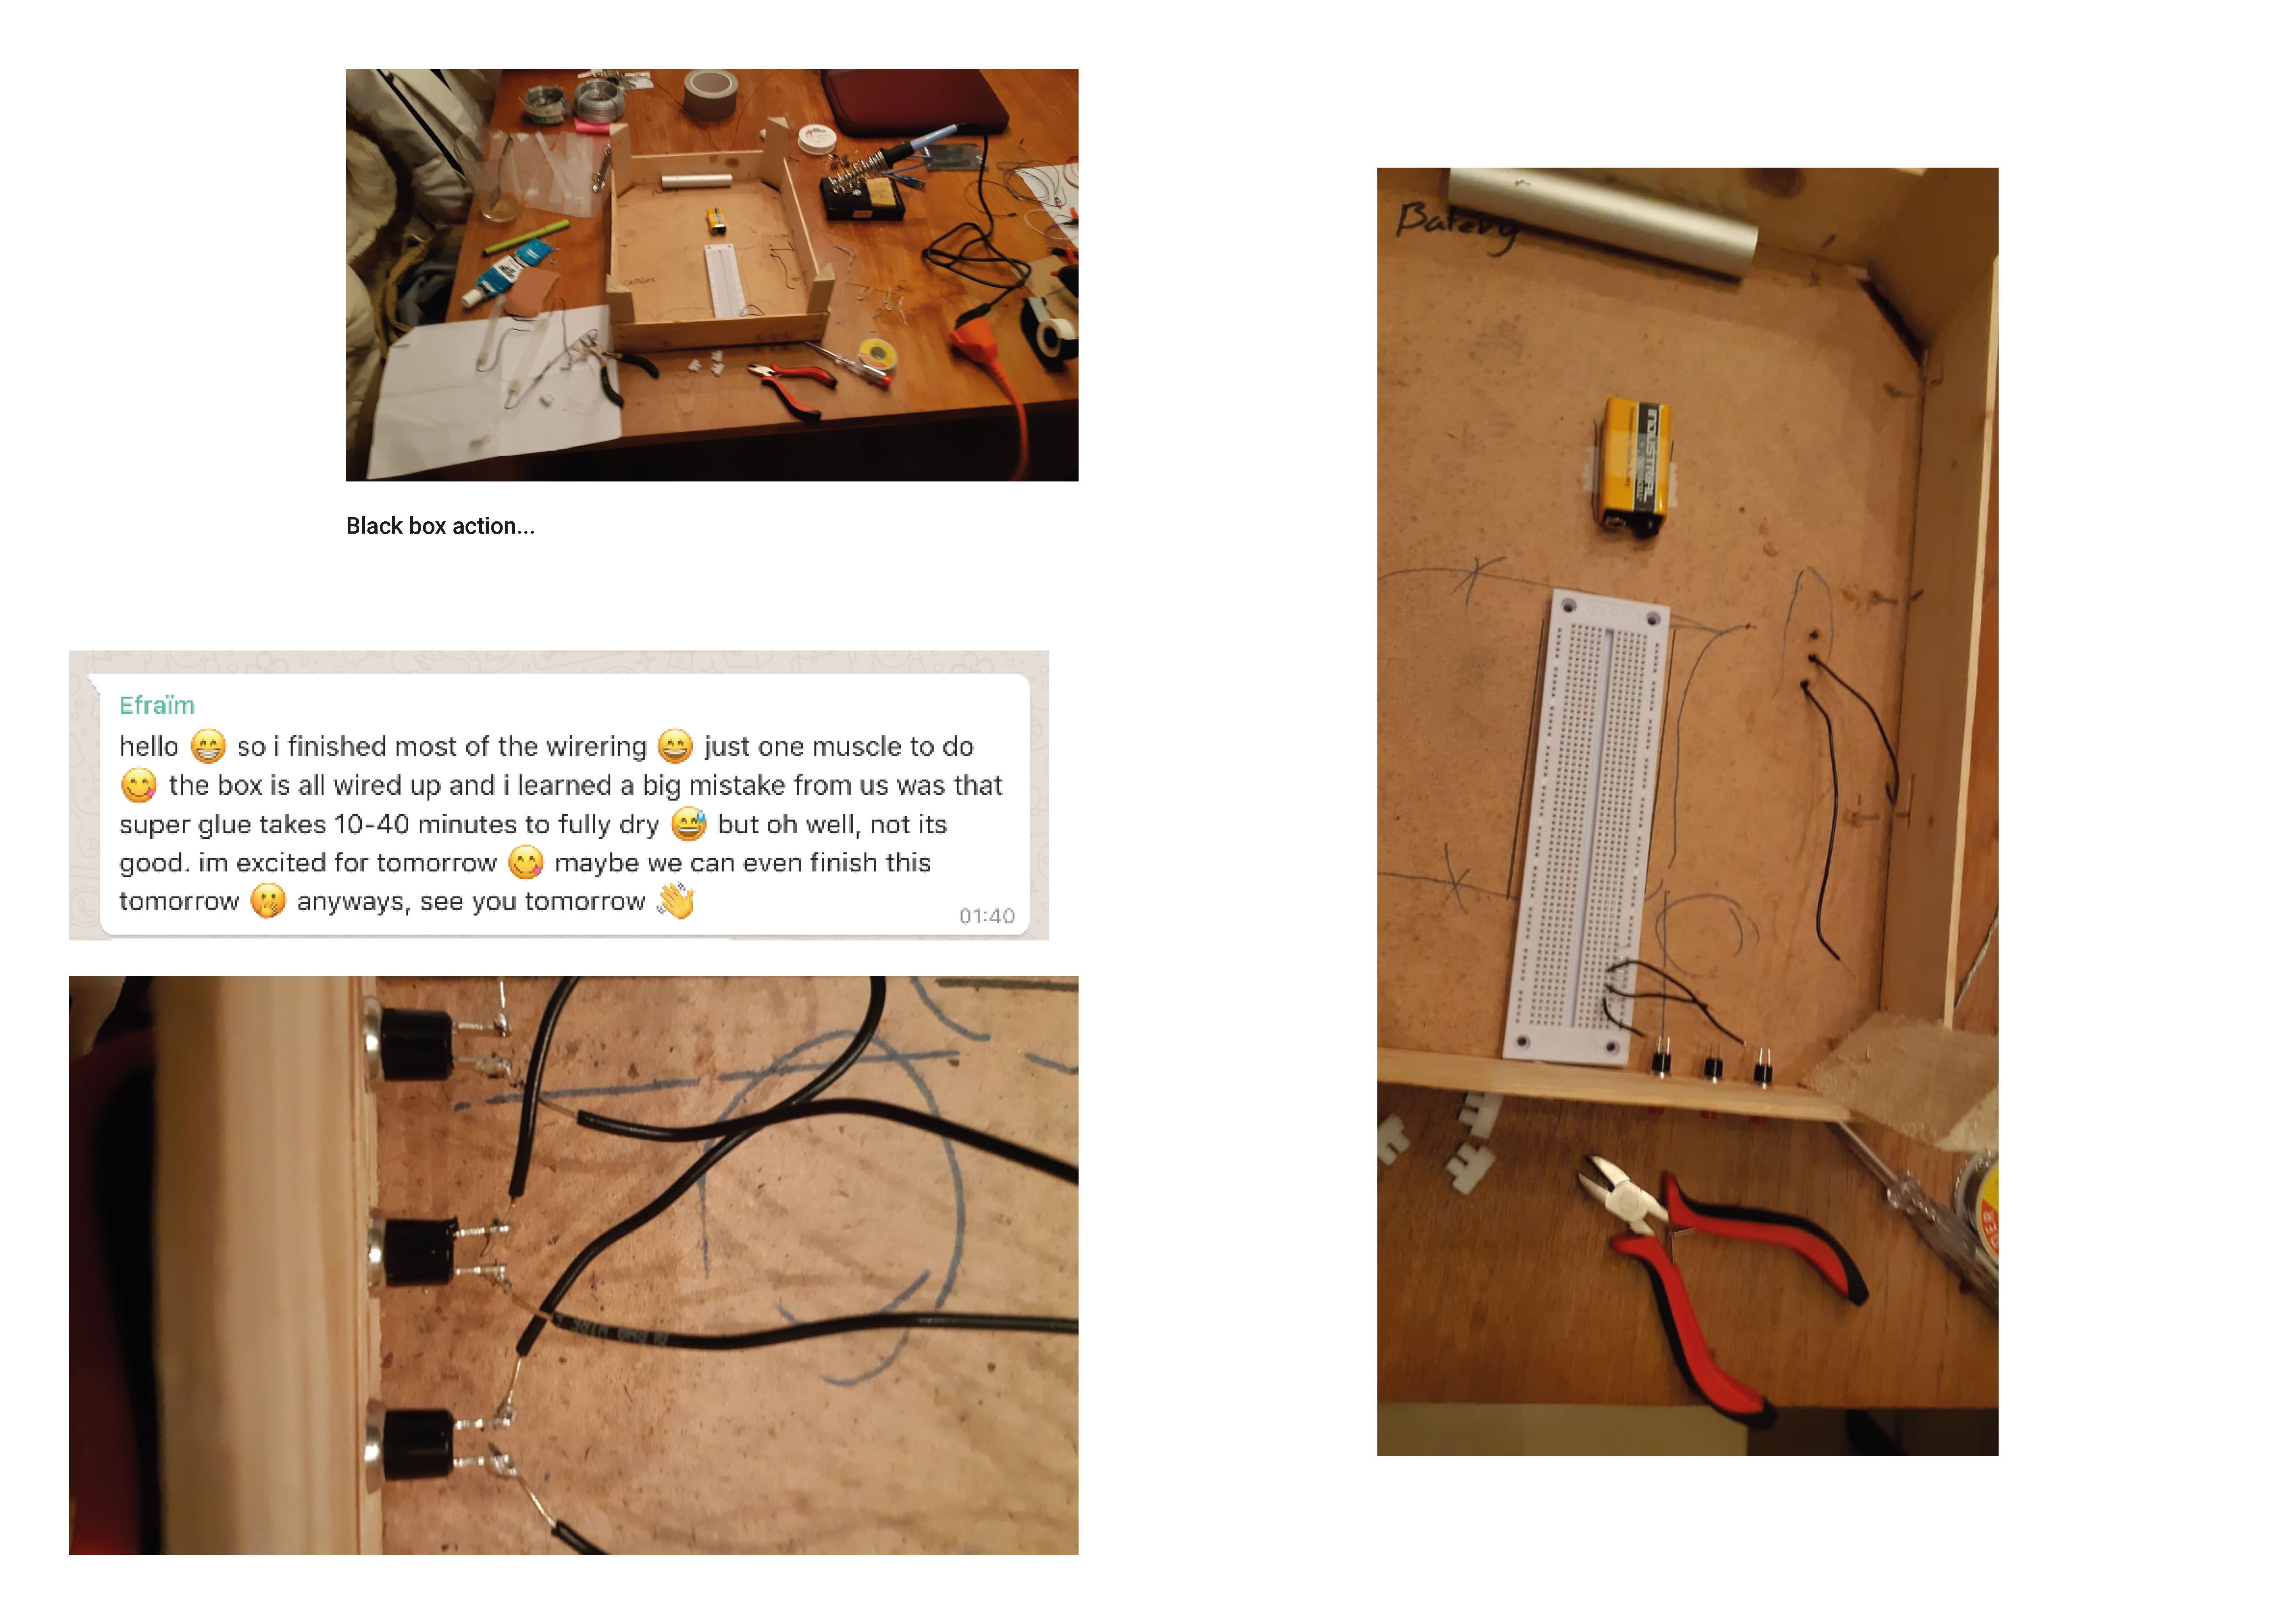 Black box action...
Efraïm
hello 😁 so i finished most of the wirering 😄 just one muscle to do
😋 the box is all wired up and i learned a big mistake from us was that
super glue takes 10-40 minutes to fully dry 😅 but oh well, not its
good. im excited for tomorrow 😋 maybe we can even finish this
tomorrow 🤭 anyways, see you tomorrow 👋
01:40
Batery
INDUSTRIAL